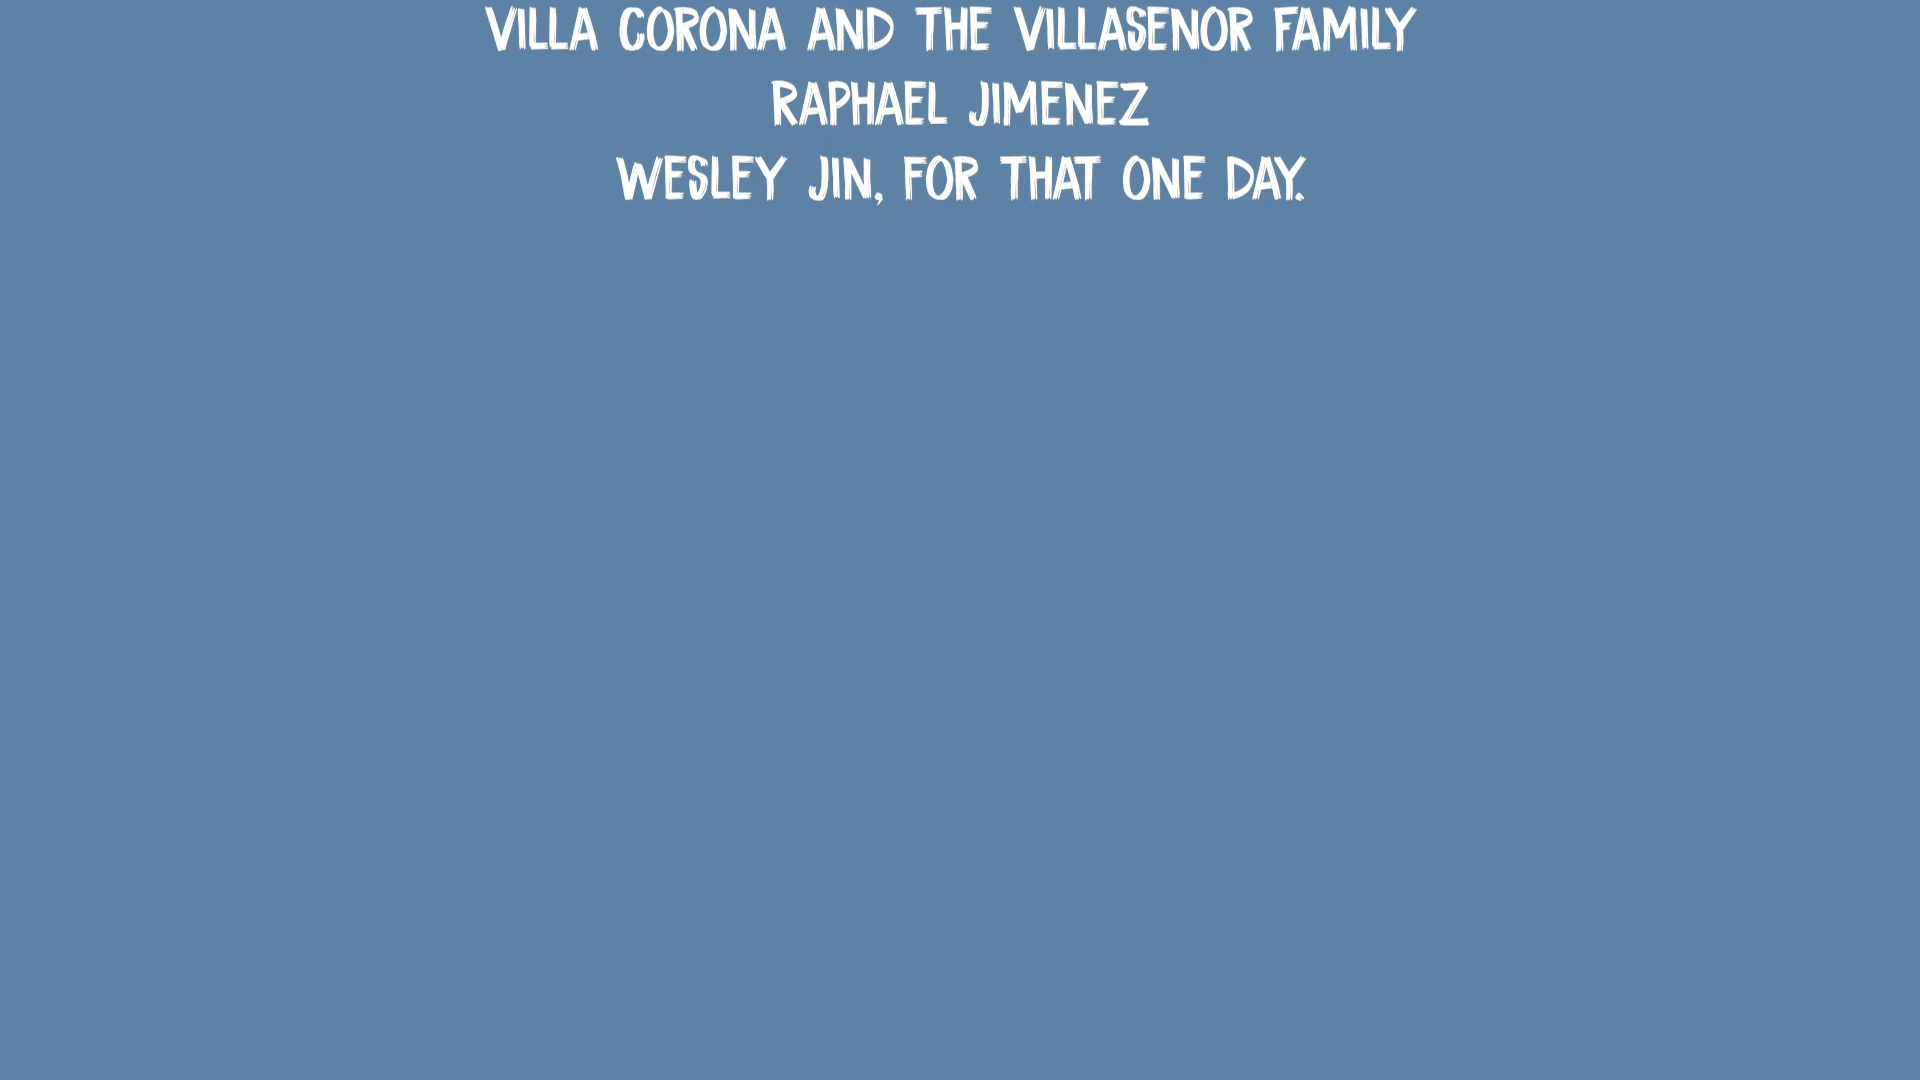 VILLA CORONA AND THE VILLASENOR FAMILY
RAPHAEL JIMENEZ
WESLEY JIN, FOR THAT ONE DAY.